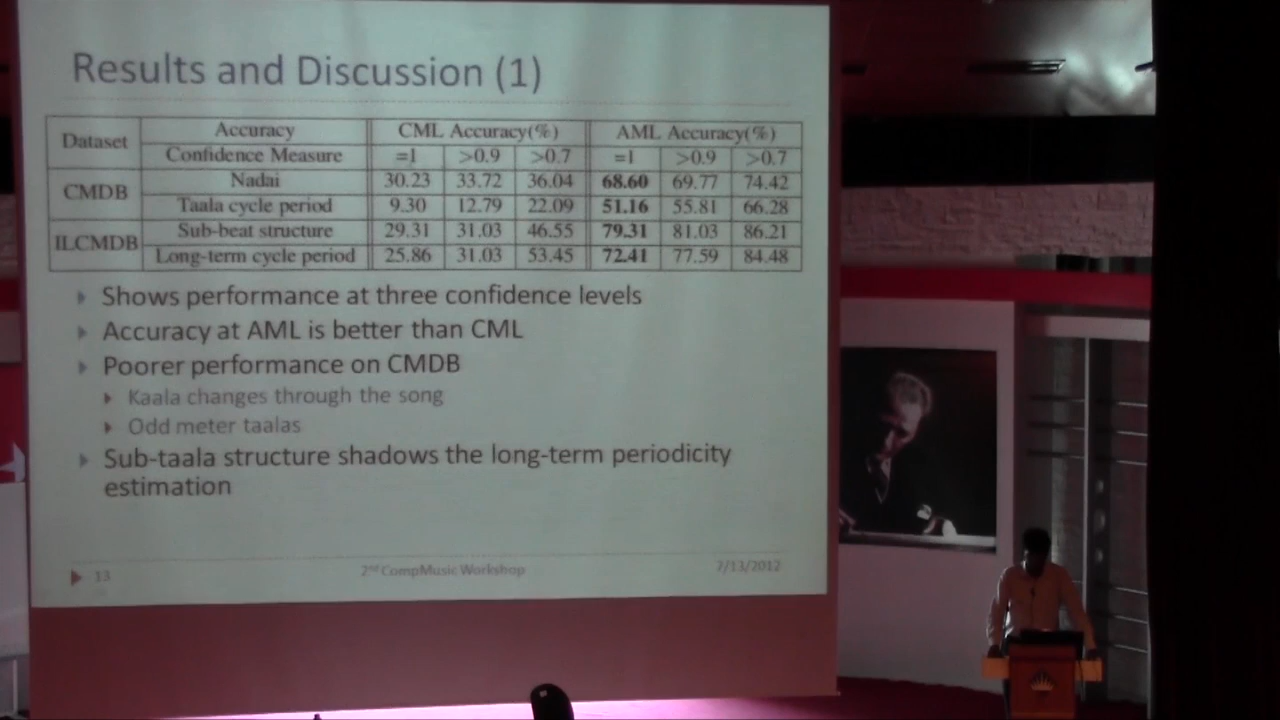 Results and Discussion (1)
Dataset Accuracy CML Accuracy(%) AML Accuracy(%)
Confidence Measure =1 >0.9 >0.7 =1 >0.9 >0.7
CMDB Nadai 30.23 33.72 36.04 68.60 69.77 74.42
Taala cycle period 9.30 12.79 22.09 51.16 55.81 66.28
ILCMDB Sub-beat structure 29.31 31.03 46.55 79.31 81.03 86.21
Long-term cycle period 25.86 31.03 53.45 72.41 77.59 84.48
Shows performance at three confidence levels
Accuracy at AML is better than CML
Poorer performance on CMDB
Kaala changes through the song
Odd meter taalas
Sub-taala structure shadows the long-term periodicity
estimation
13 2nd CompMusic Workshop 2/13/2012